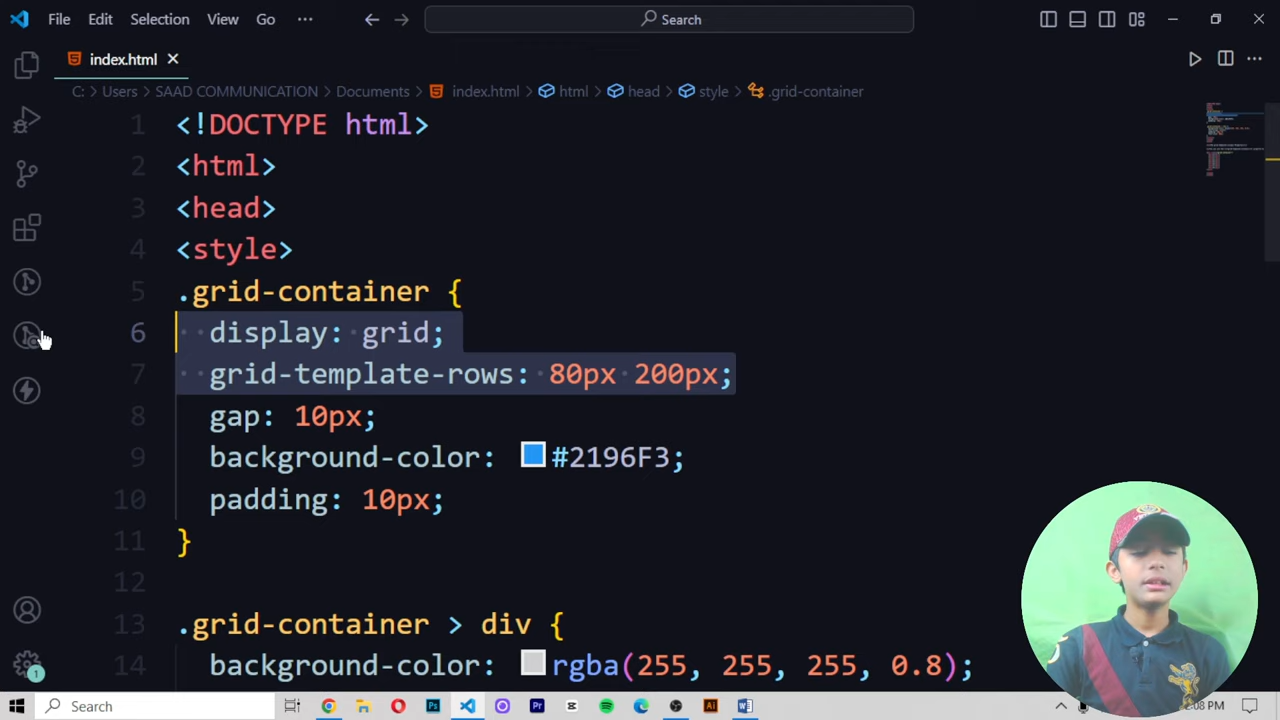 File Edit Selection View Go ··· Search
index.html
C: > Users > SAAD COMMUNICATION > Documents > index.html > html > head > style > .grid-container
1 <!DOCTYPE html>
2 <html>
3 <head>
4 <style>
5 .grid-container {
6 display: grid;
7 grid-template-rows: 80px 200px;
8 gap: 10px;
9 background-color: #2196F3;
10 padding: 10px;
11 }
12
13 .grid-container > div {
14 background-color: rgba(255, 255, 255, 0.8);
1
Search :08 PM